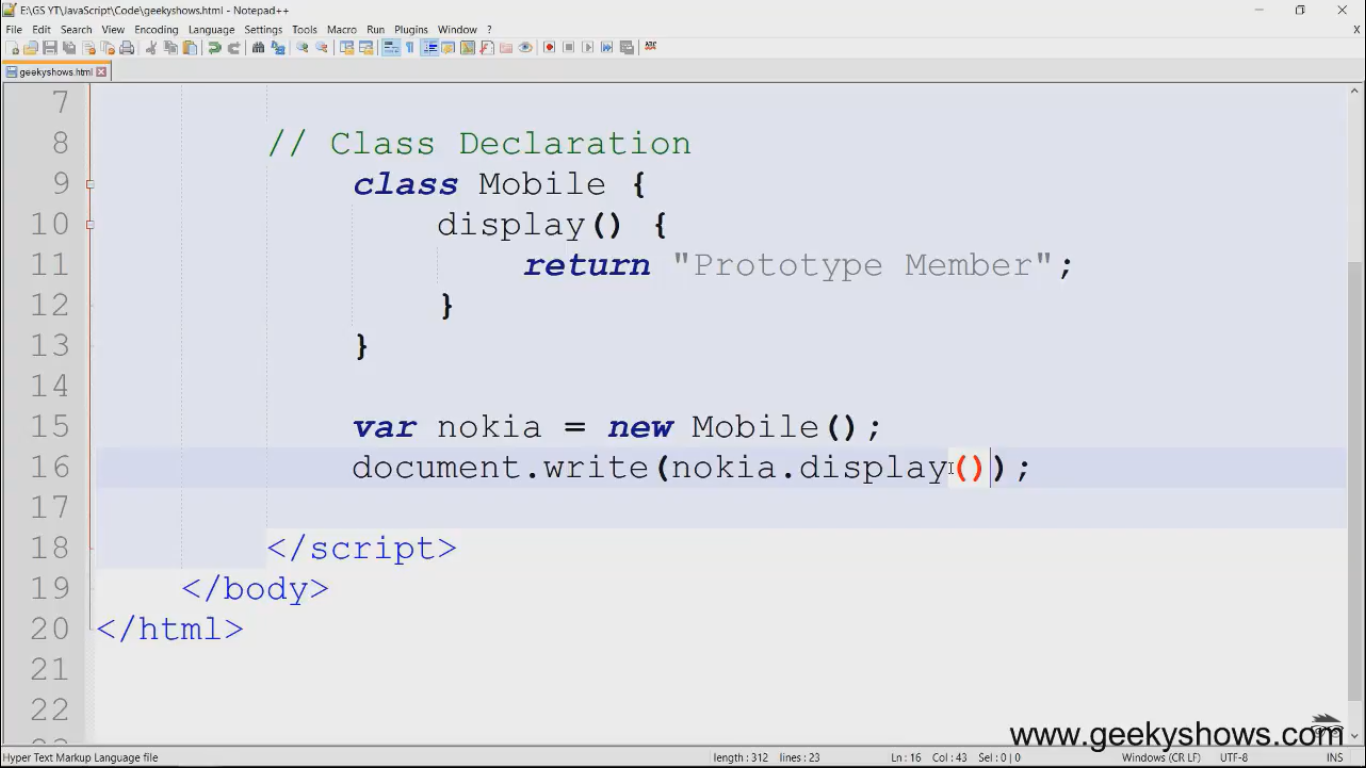 E:\GS YT\JavaScript\Code\geekyshows.html - Notepad++
File Edit Search View Encoding Language Settings Tools Macro Run Plugins Window ? X
geekyshows.html
7
8 // Class Declaration
9 class Mobile {
10 display() {
11 return "Prototype Member";
12 }
13 }
14
15 var nokia = new Mobile();
16 document.write(nokia.display());
17
18 </script>
19 </body>
20 </html>
21
22
www.geekyshows.com
Hyper Text Markup Language file length : 312 lines : 23 Ln : 16 Col : 43 Sel : 0 | 0 Windows (CR LF) UTF-8 INS